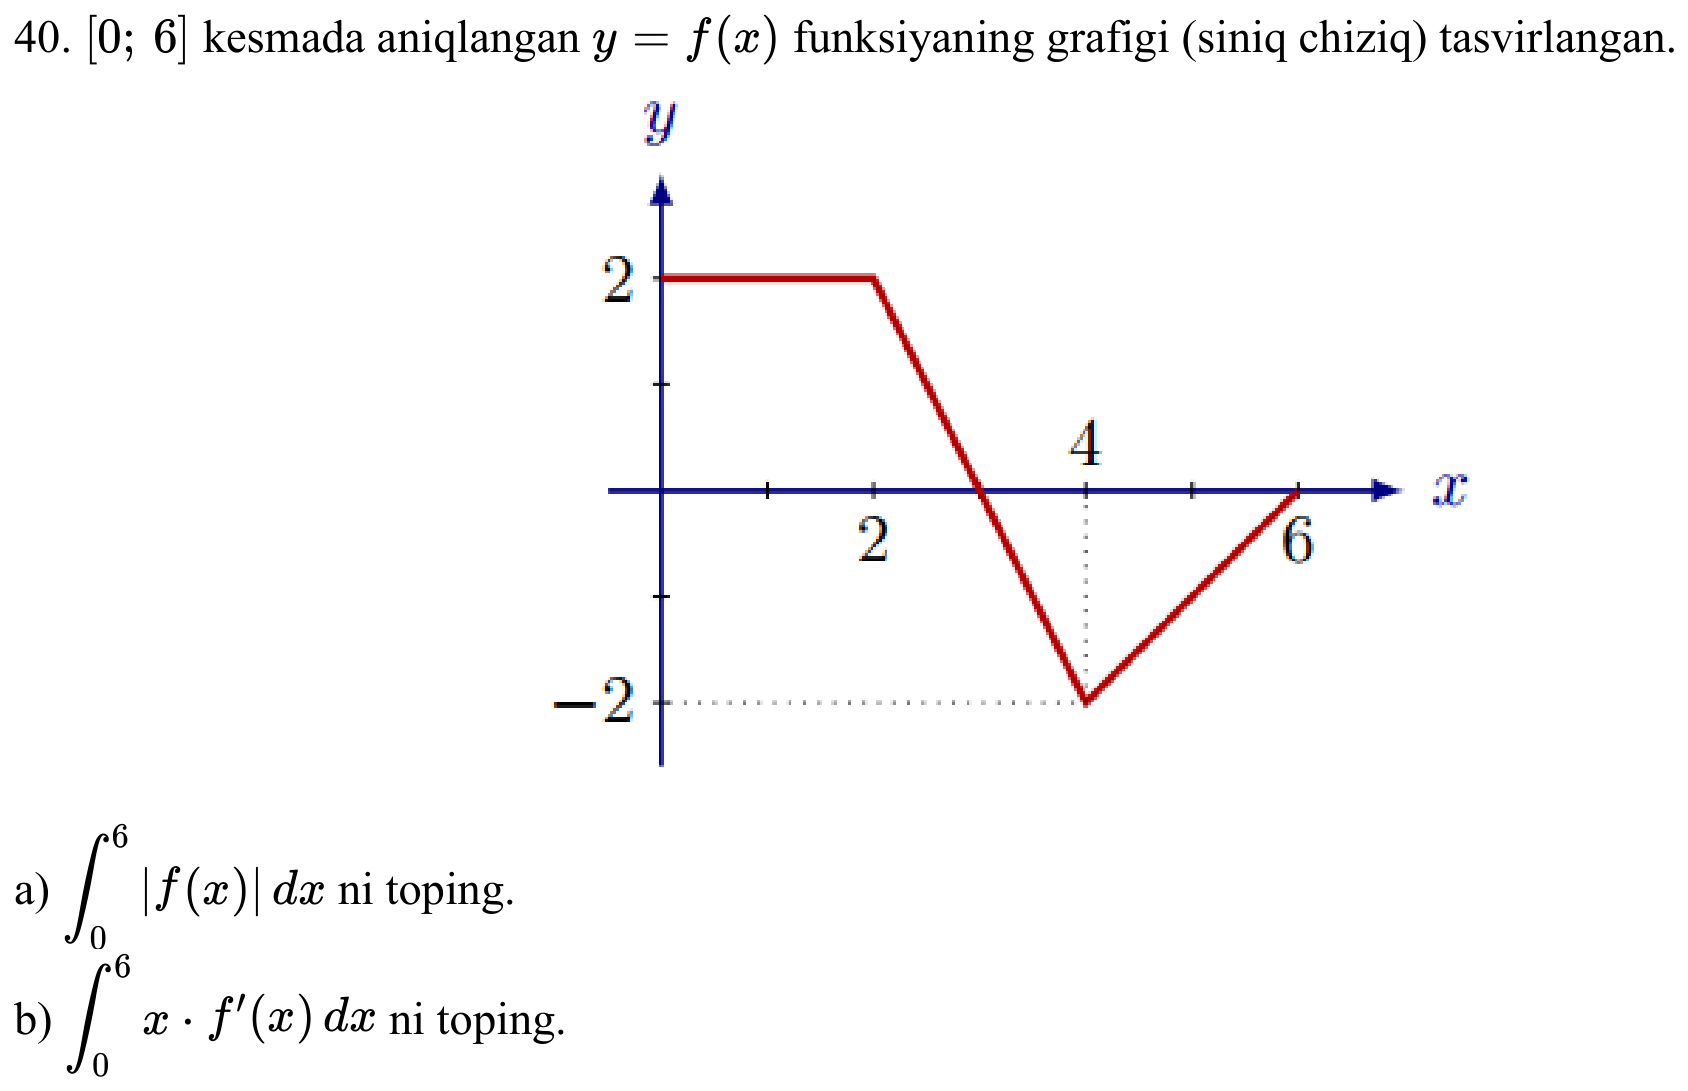 40. [0; 6] kesmada aniqlangan y = f(x) funksiyaning grafigi (siniq chiziq) tasvirlangan.
y
2
4
x
2
6
−2
a) ∫₀⁶ |f(x)| dx ni toping.
b) ∫₀⁶ x · f′(x) dx ni toping.